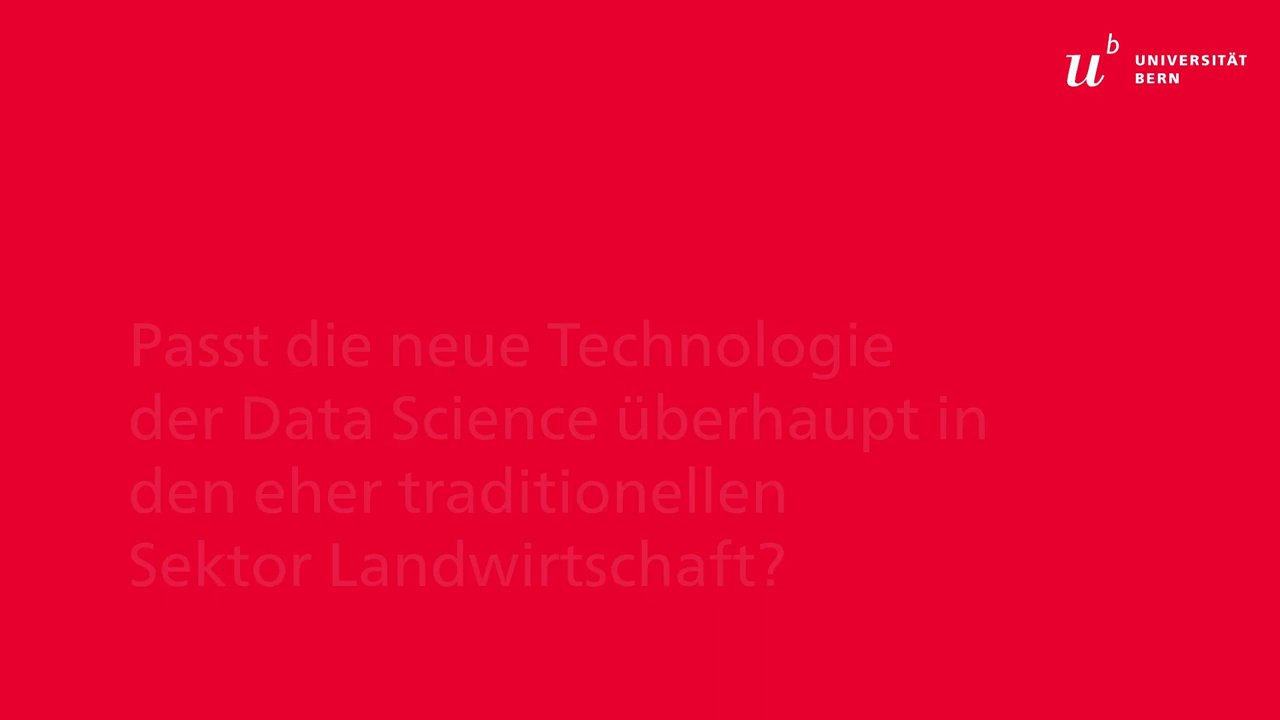 u b UNIVERSITÄT
BERN
Passt die neue Technologie
der Data Science überhaupt in
den eher traditionellen
Sektor Landwirtschaft?